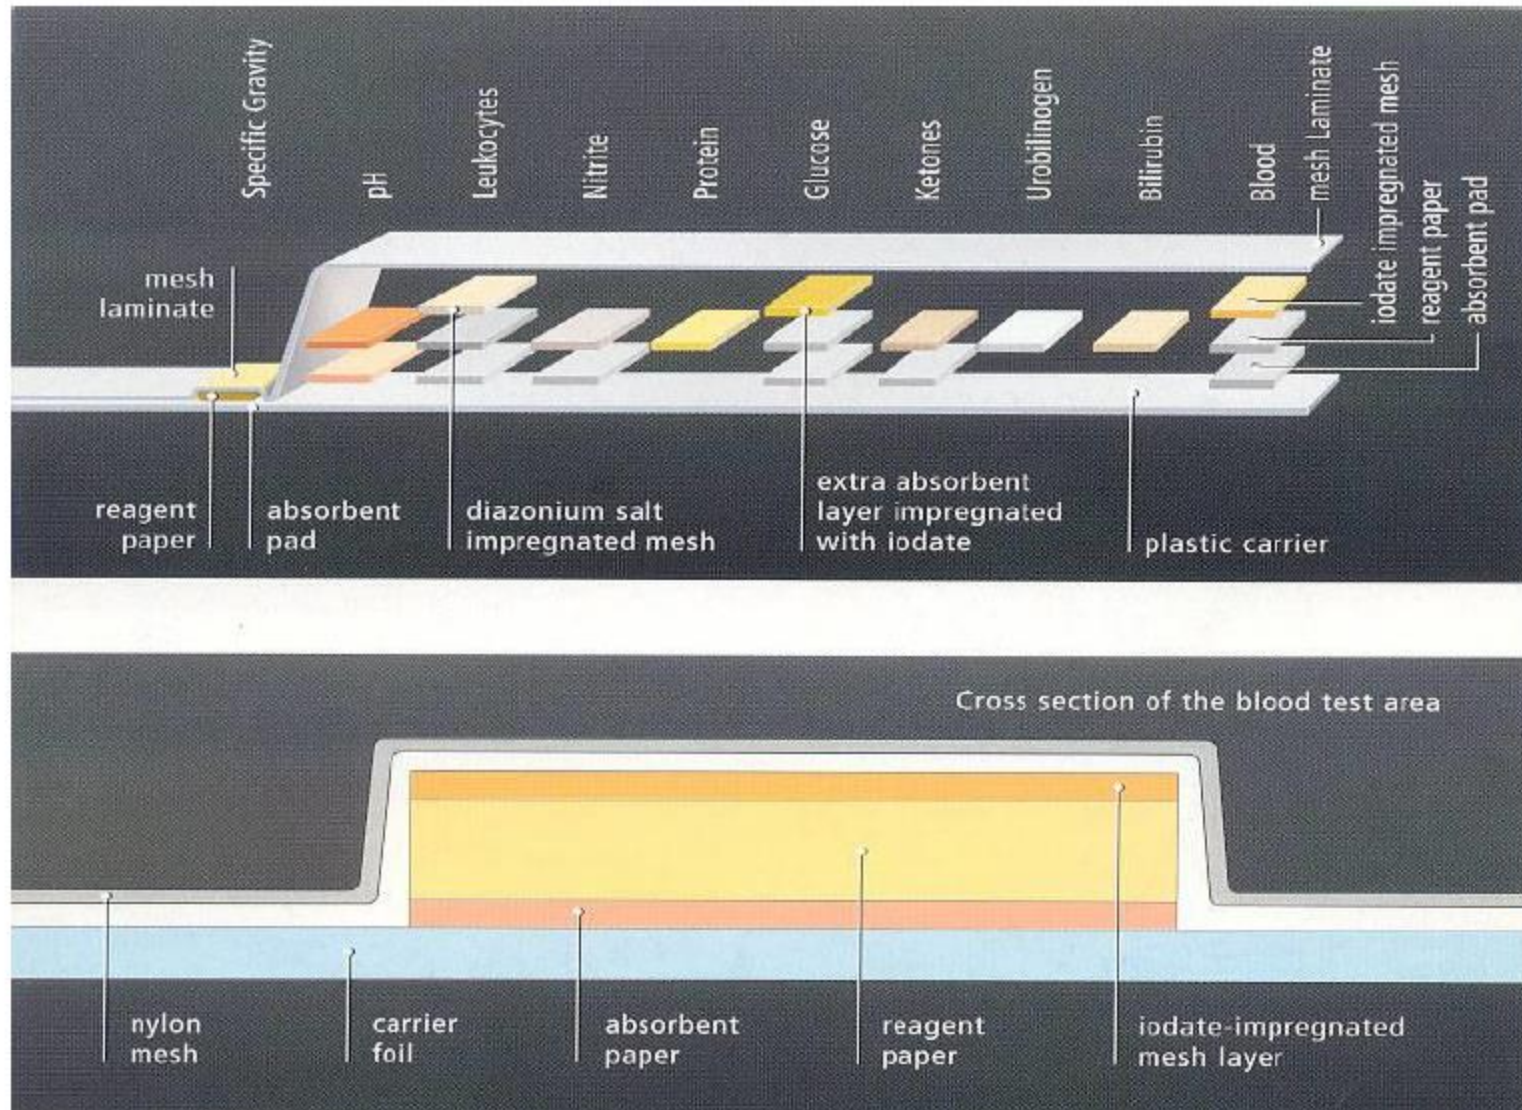 Specific Gravity
pH
Leukocytes
Nitrite
Protein
Glucose
Ketones
Urobilinogen
Bilirubin
Blood
mesh Laminate
iodate impregnated mesh
reagent paper
absorbent pad
mesh
laminate
reagent
paper
absorbent
pad
diazonium salt
impregnated mesh
extra absorbent
layer impregnated
with iodate
plastic carrier
Cross section of the blood test area
nylon
mesh
carrier
foil
absorbent
paper
reagent
paper
iodate-impregnated
mesh layer